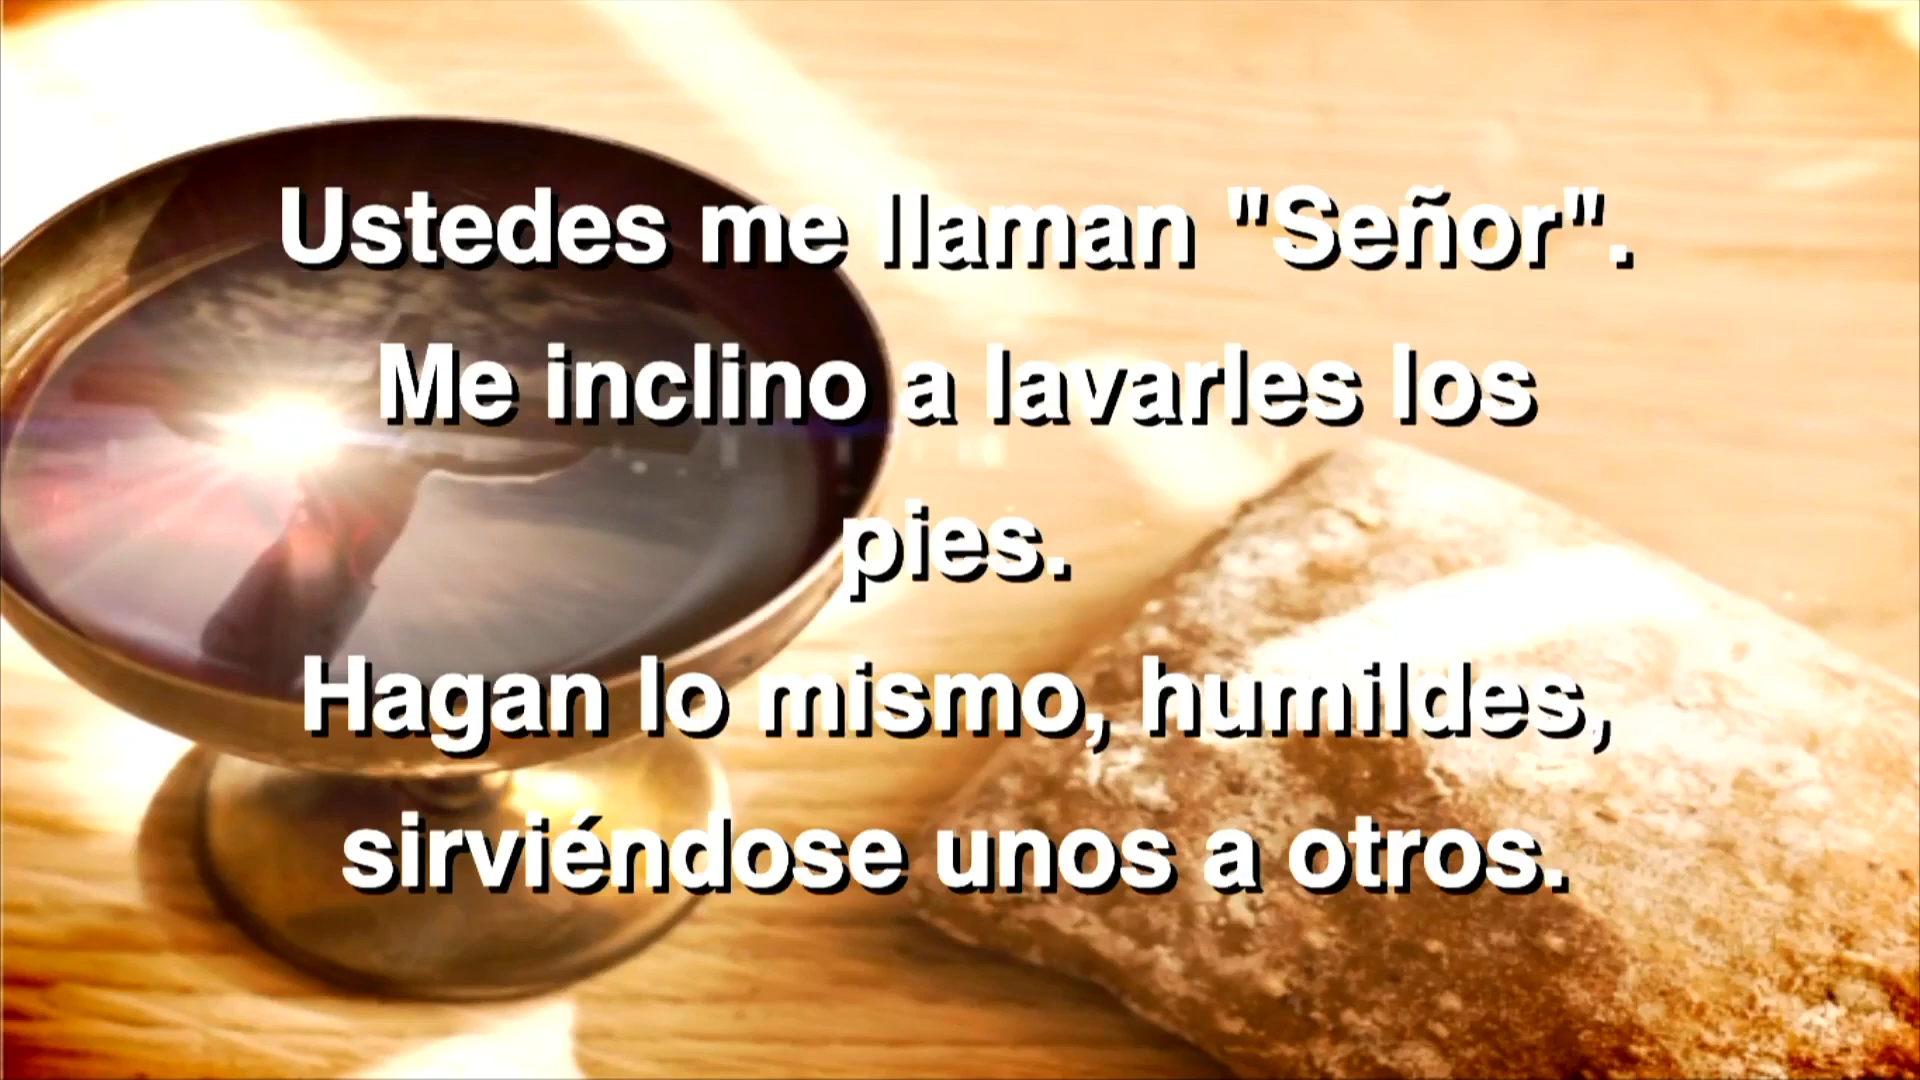 Ustedes me llaman "Señor".
Me inclino a lavarles los
pies.
Hagan lo mismo, humildes,
sirviéndose unos a otros.